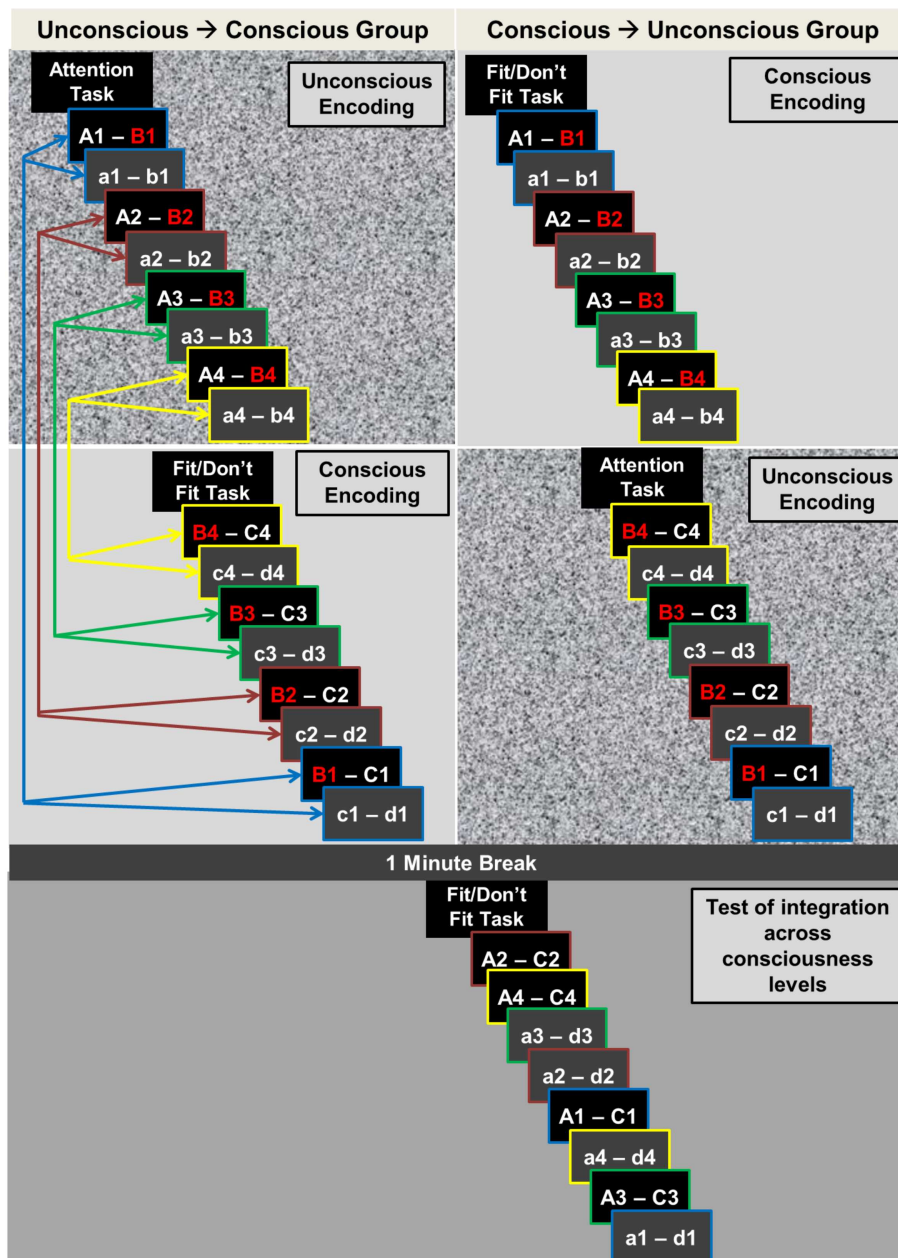 Unconscious → Conscious Group
Attention
Task
Unconscious
Encoding
A1 – B1
a1 – b1
A2 – B2
a2 – b2
A3 – B3
a3 – b3
A4 – B4
a4 – b4
Fit/Don't
Fit Task
Conscious
Encoding
B4 – C4
c4 – d4
B3 – C3
c3 – d3
B2 – C2
c2 – d2
B1 – C1
c1 – d1
Conscious → Unconscious Group
Fit/Don't
Fit Task
Conscious
Encoding
A1 – B1
a1 – b1
A2 – B2
a2 – b2
A3 – B3
a3 – b3
A4 – B4
a4 – b4
Attention
Task
Unconscious
Encoding
B4 – C4
c4 – d4
B3 – C3
c3 – d3
B2 – C2
c2 – d2
B1 – C1
c1 – d1
1 Minute Break
Fit/Don't
Fit Task
Test of integration
across
consciousness
levels
A2 – C2
A4 – C4
a3 – d3
a2 – d2
A1 – C1
a4 – d4
A3 – C3
a1 – d1